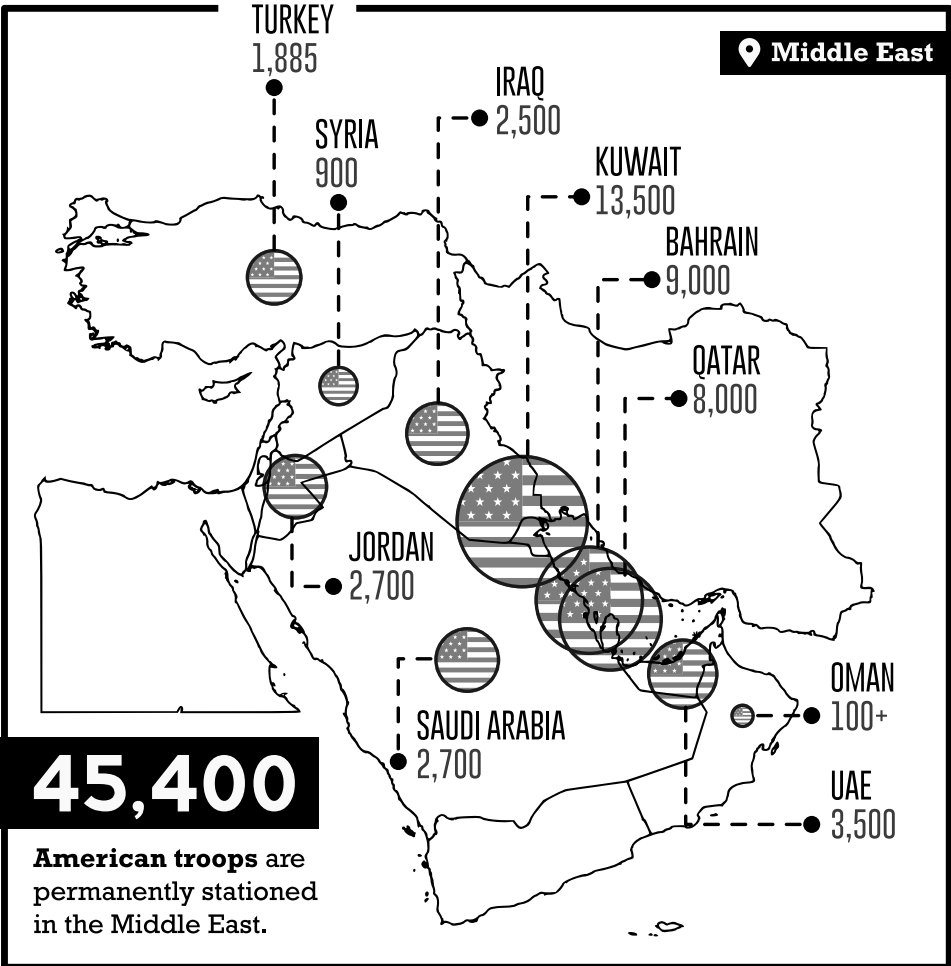 TURKEY
1,885
Middle East
IRAQ
2,500
SYRIA
900
KUWAIT
13,500
BAHRAIN
9,000
QATAR
8,000
JORDAN
2,700
SAUDI ARABIA
2,700
OMAN
100+
UAE
3,500
45,400
American troops are
permanently stationed
in the Middle East.